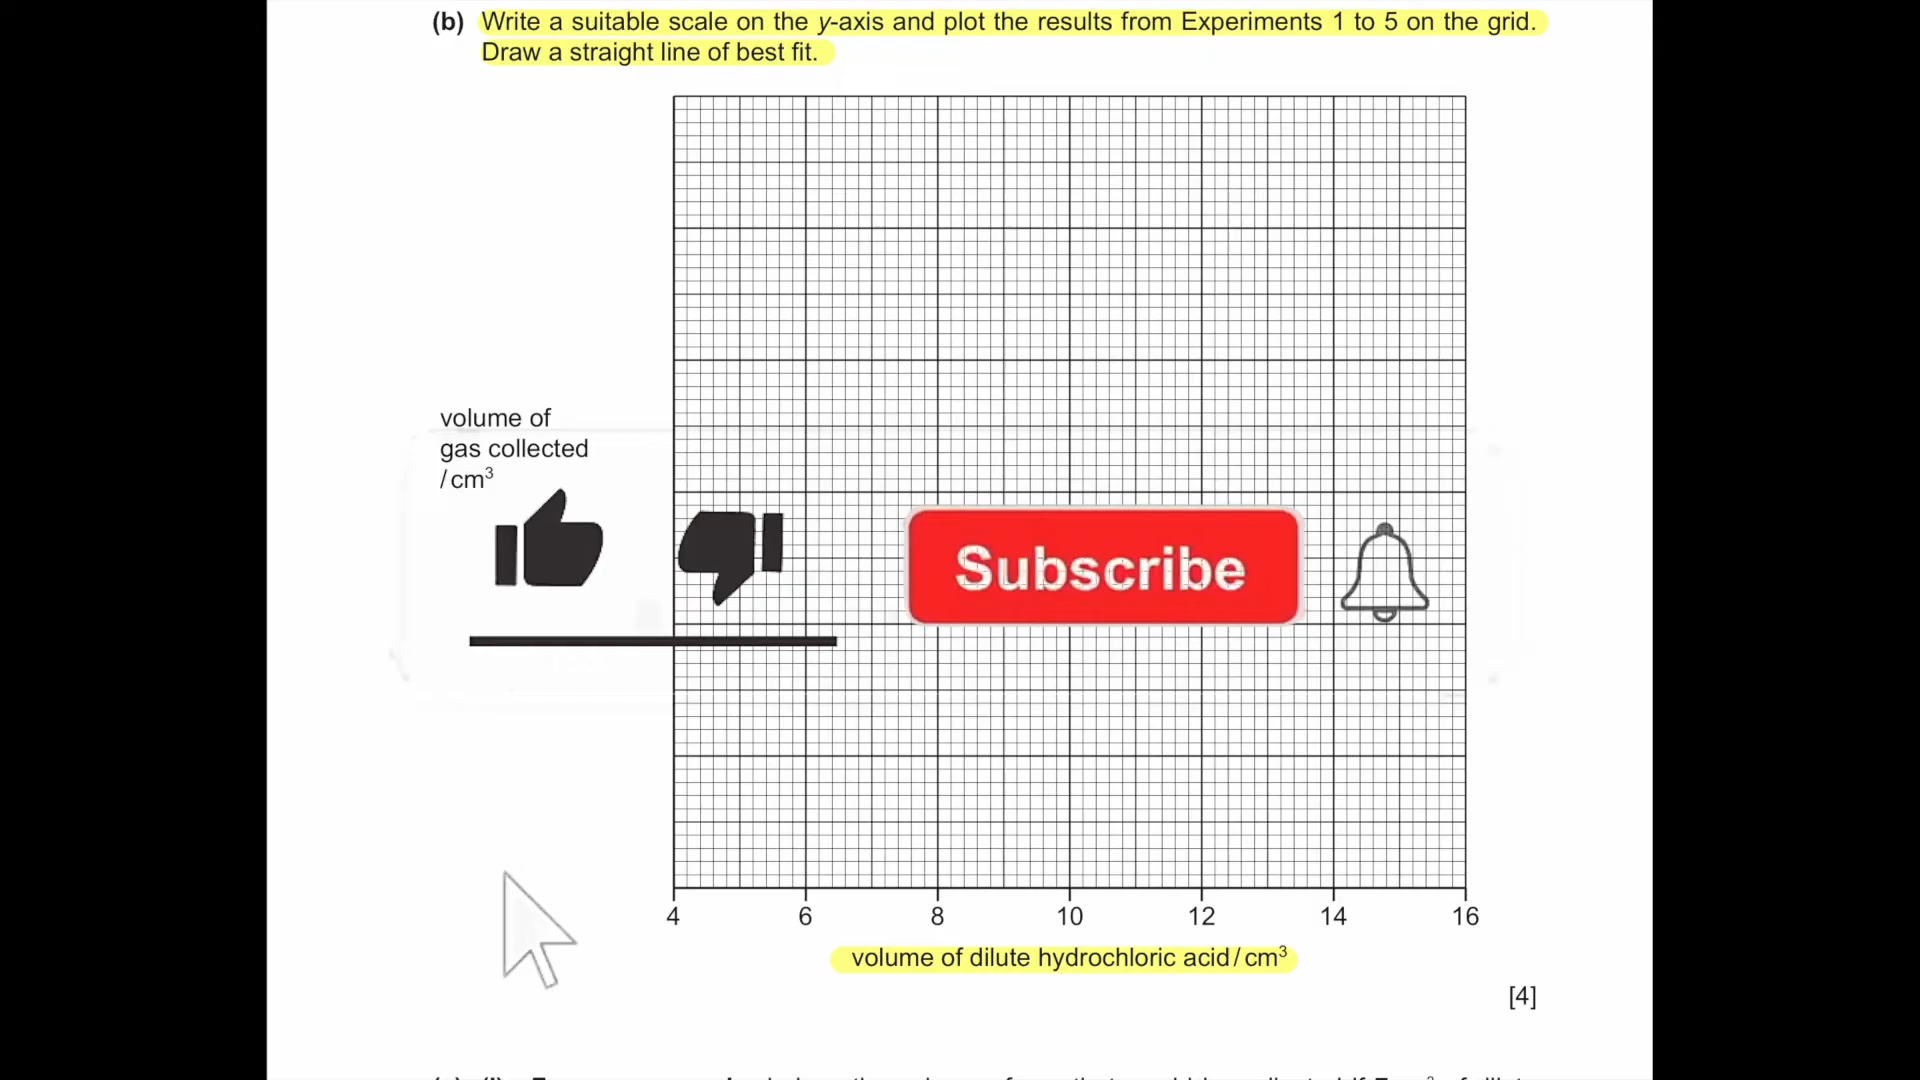 (b) Write a suitable scale on the y-axis and plot the results from Experiments 1 to 5 on the grid.
Draw a straight line of best fit.
volume of
gas collected
/cm³
Subscribe
4 6 8 10 12 14 16
volume of dilute hydrochloric acid/cm³
[4]